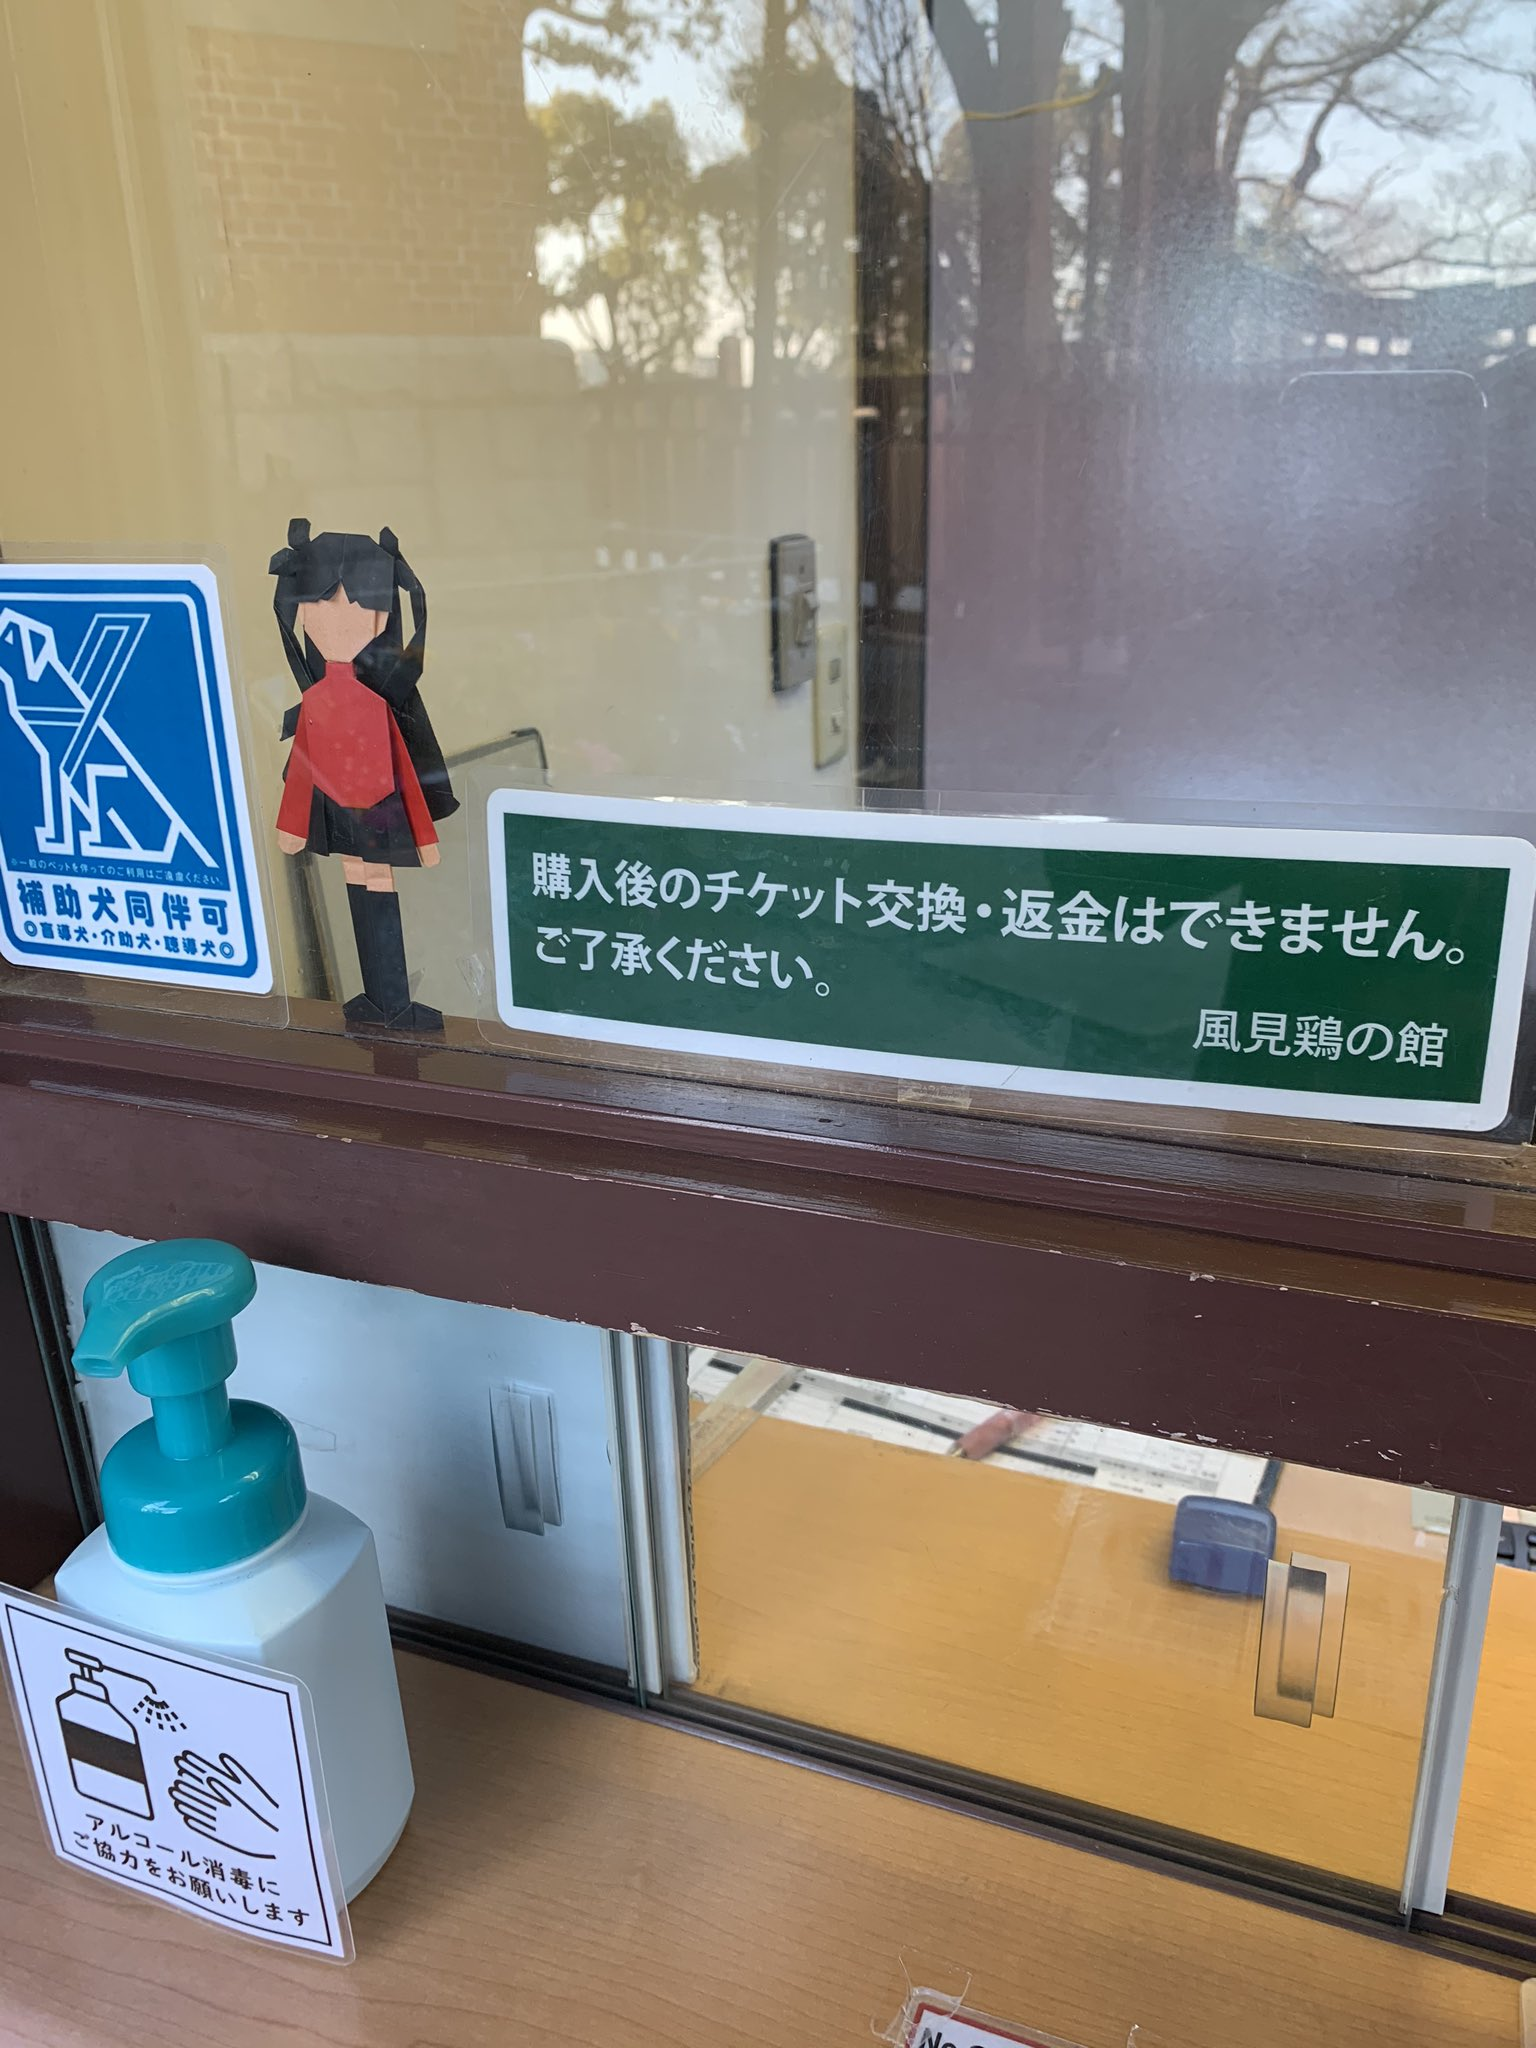 ※一般のペットを伴ってのご利用はご遠慮ください。
補助犬同伴可
◎盲導犬・介助犬・聴導犬◎
購入後のチケット交換・返金はできません。
ご了承ください。
風見鶏の館
アルコール消毒に
ご協力をお願いします